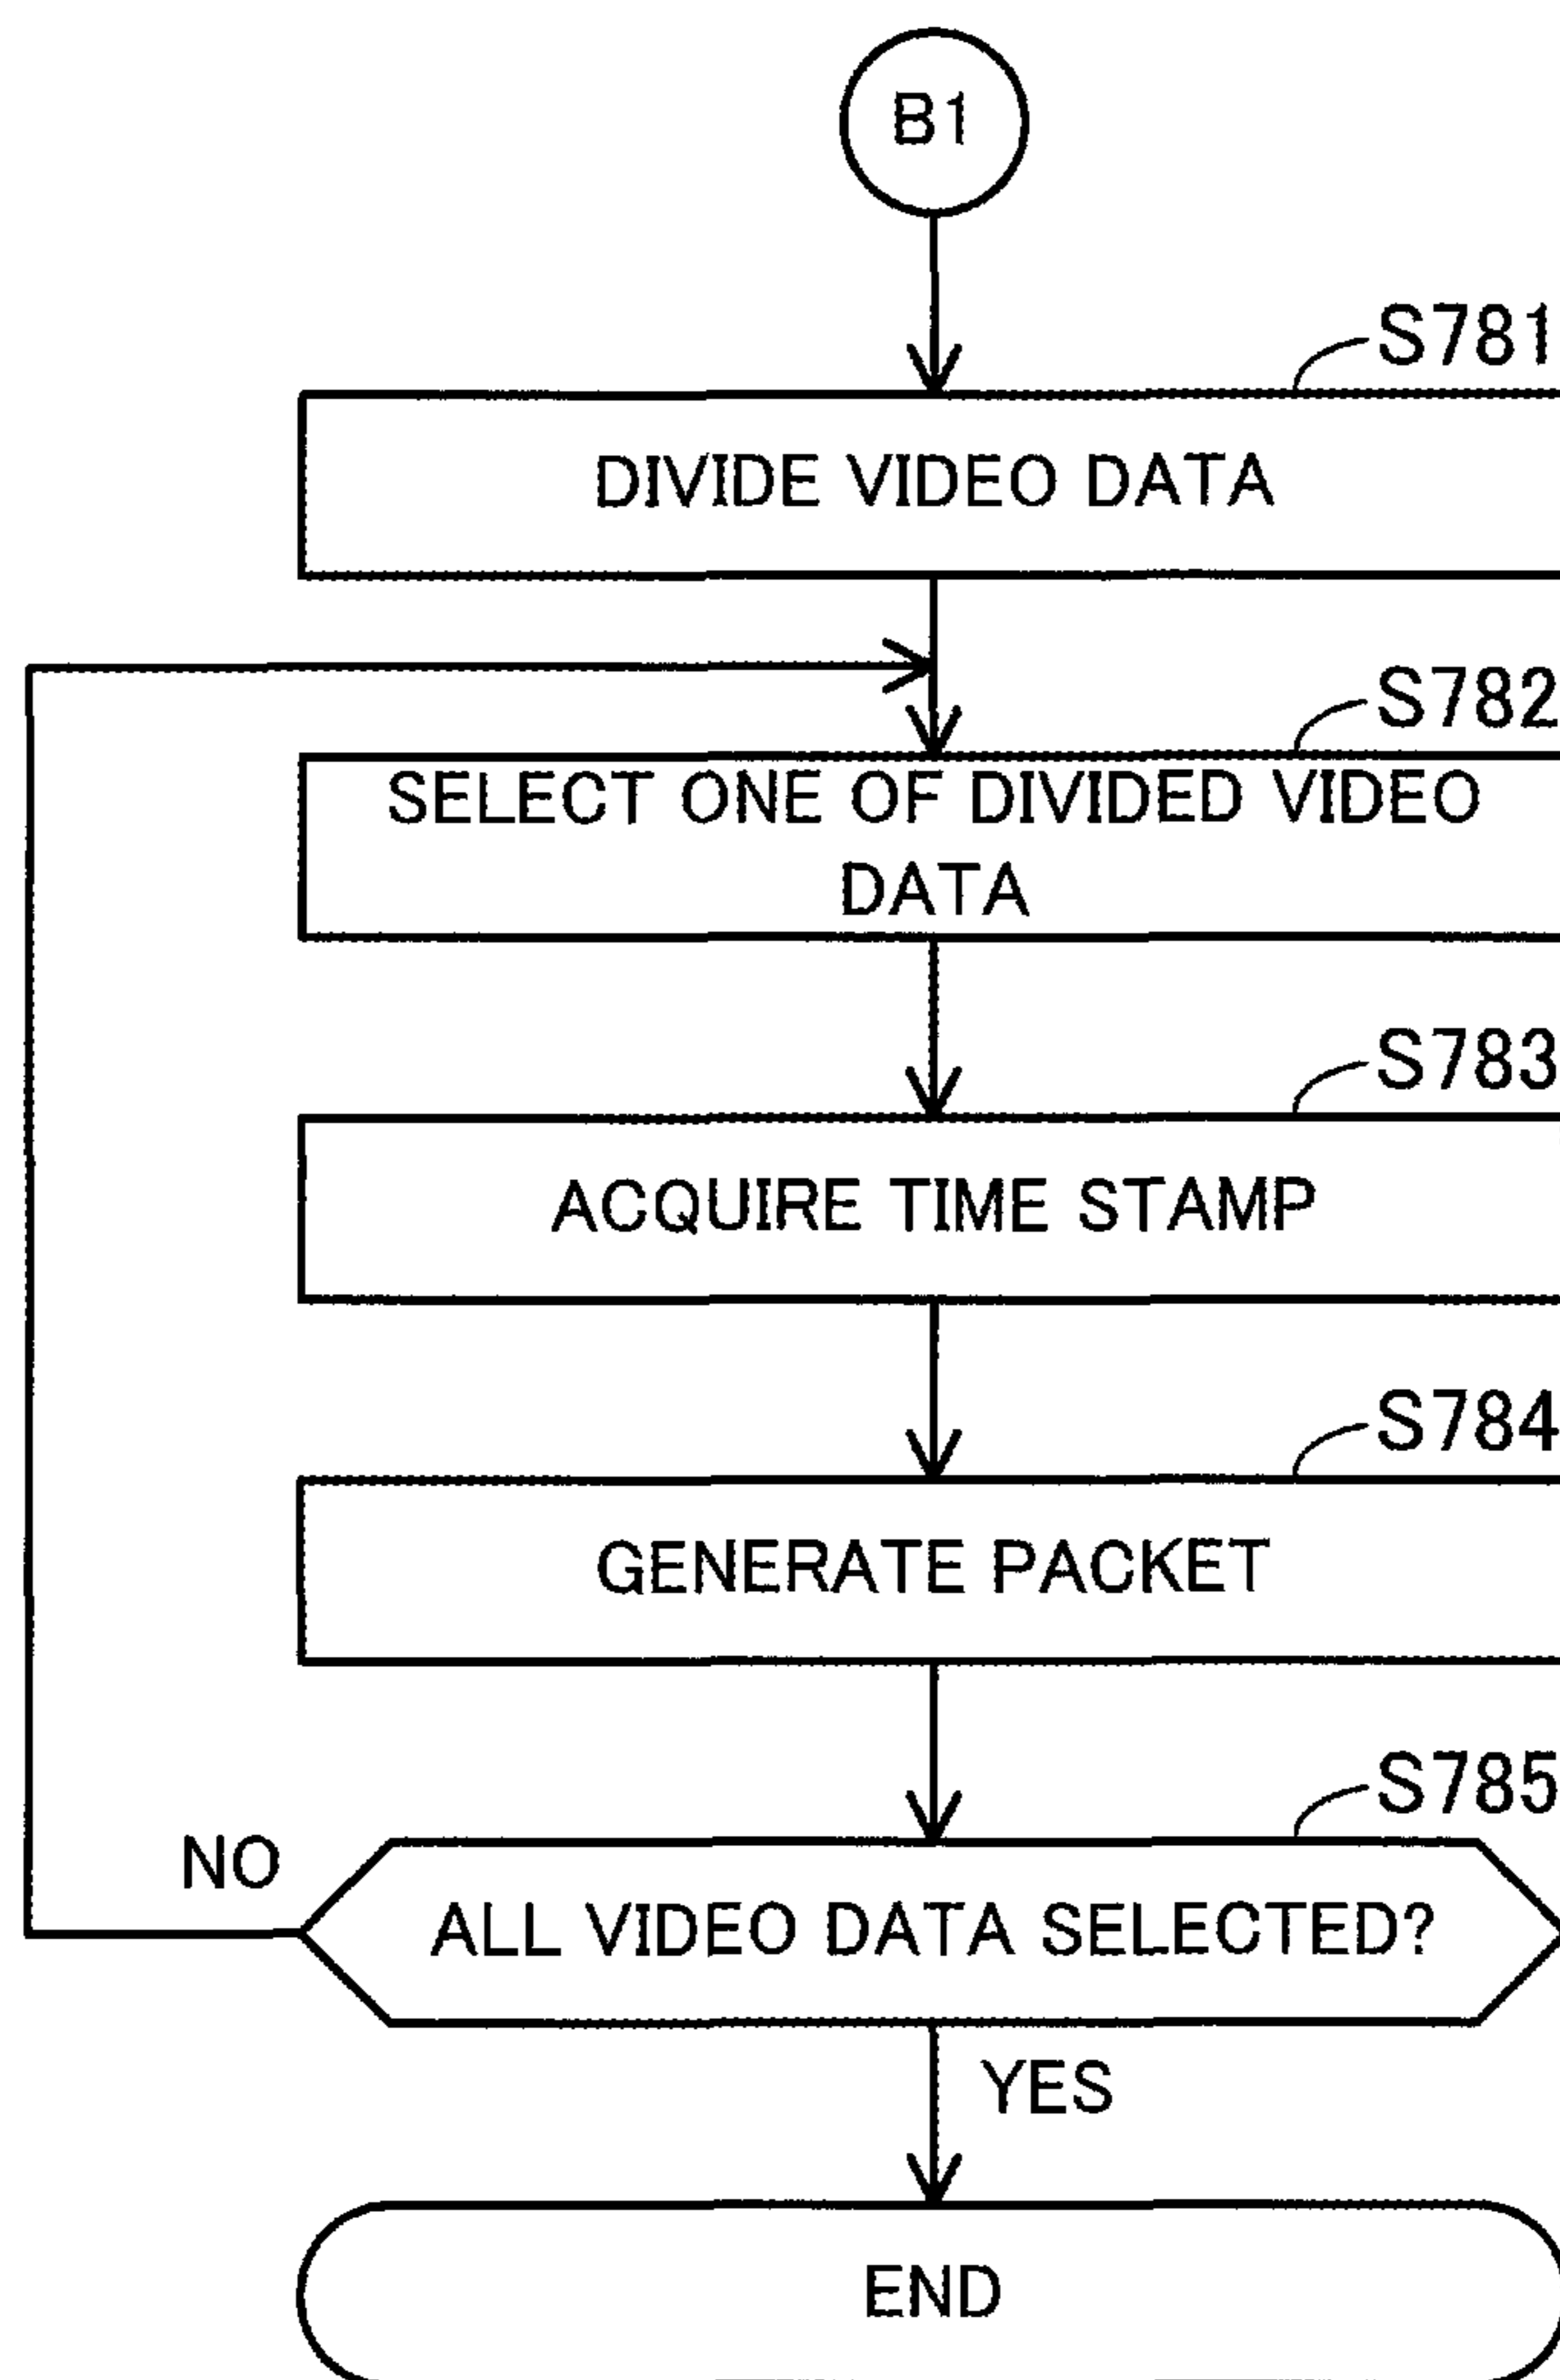 B1
S781
DIVIDE VIDEO DATA
S782
SELECT ONE OF DIVIDED VIDEO
DATA
S783
ACQUIRE TIME STAMP
S784
GENERATE PACKET
S785
NO
ALL VIDEO DATA SELECTED?
YES
END